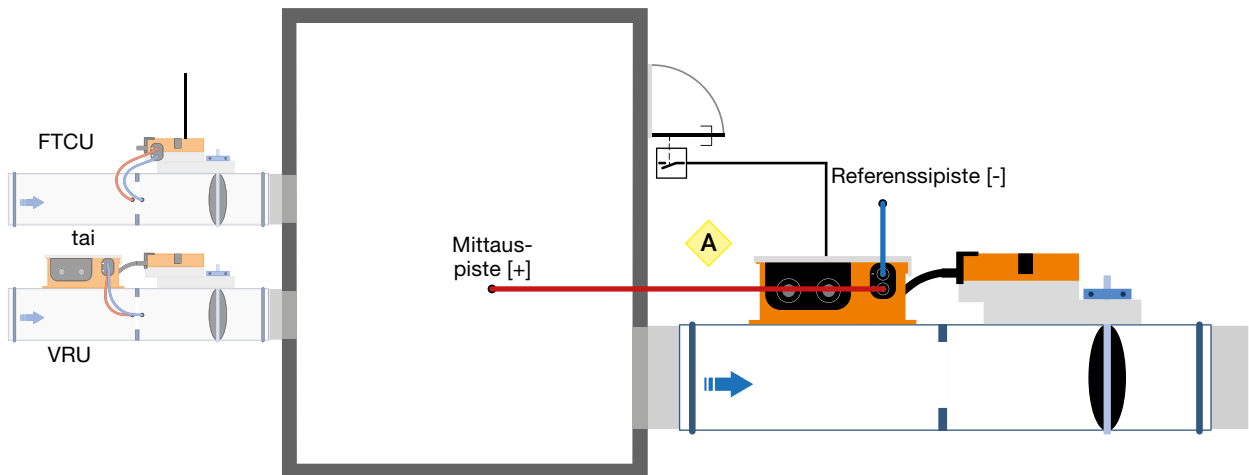 FTCU
tai
VRU
Mittaus-
piste [+]
A
Referenssipiste [-]